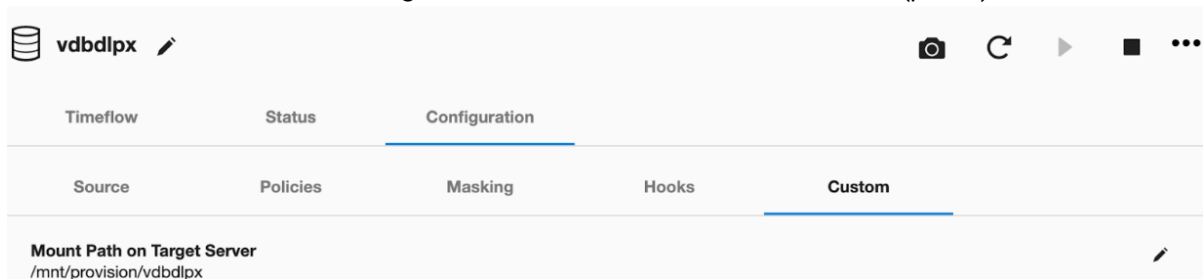 vdbdlpx
Timeflow Status Configuration
Source Policies Masking Hooks Custom
Mount Path on Target Server
/mnt/provision/vdbdlpx